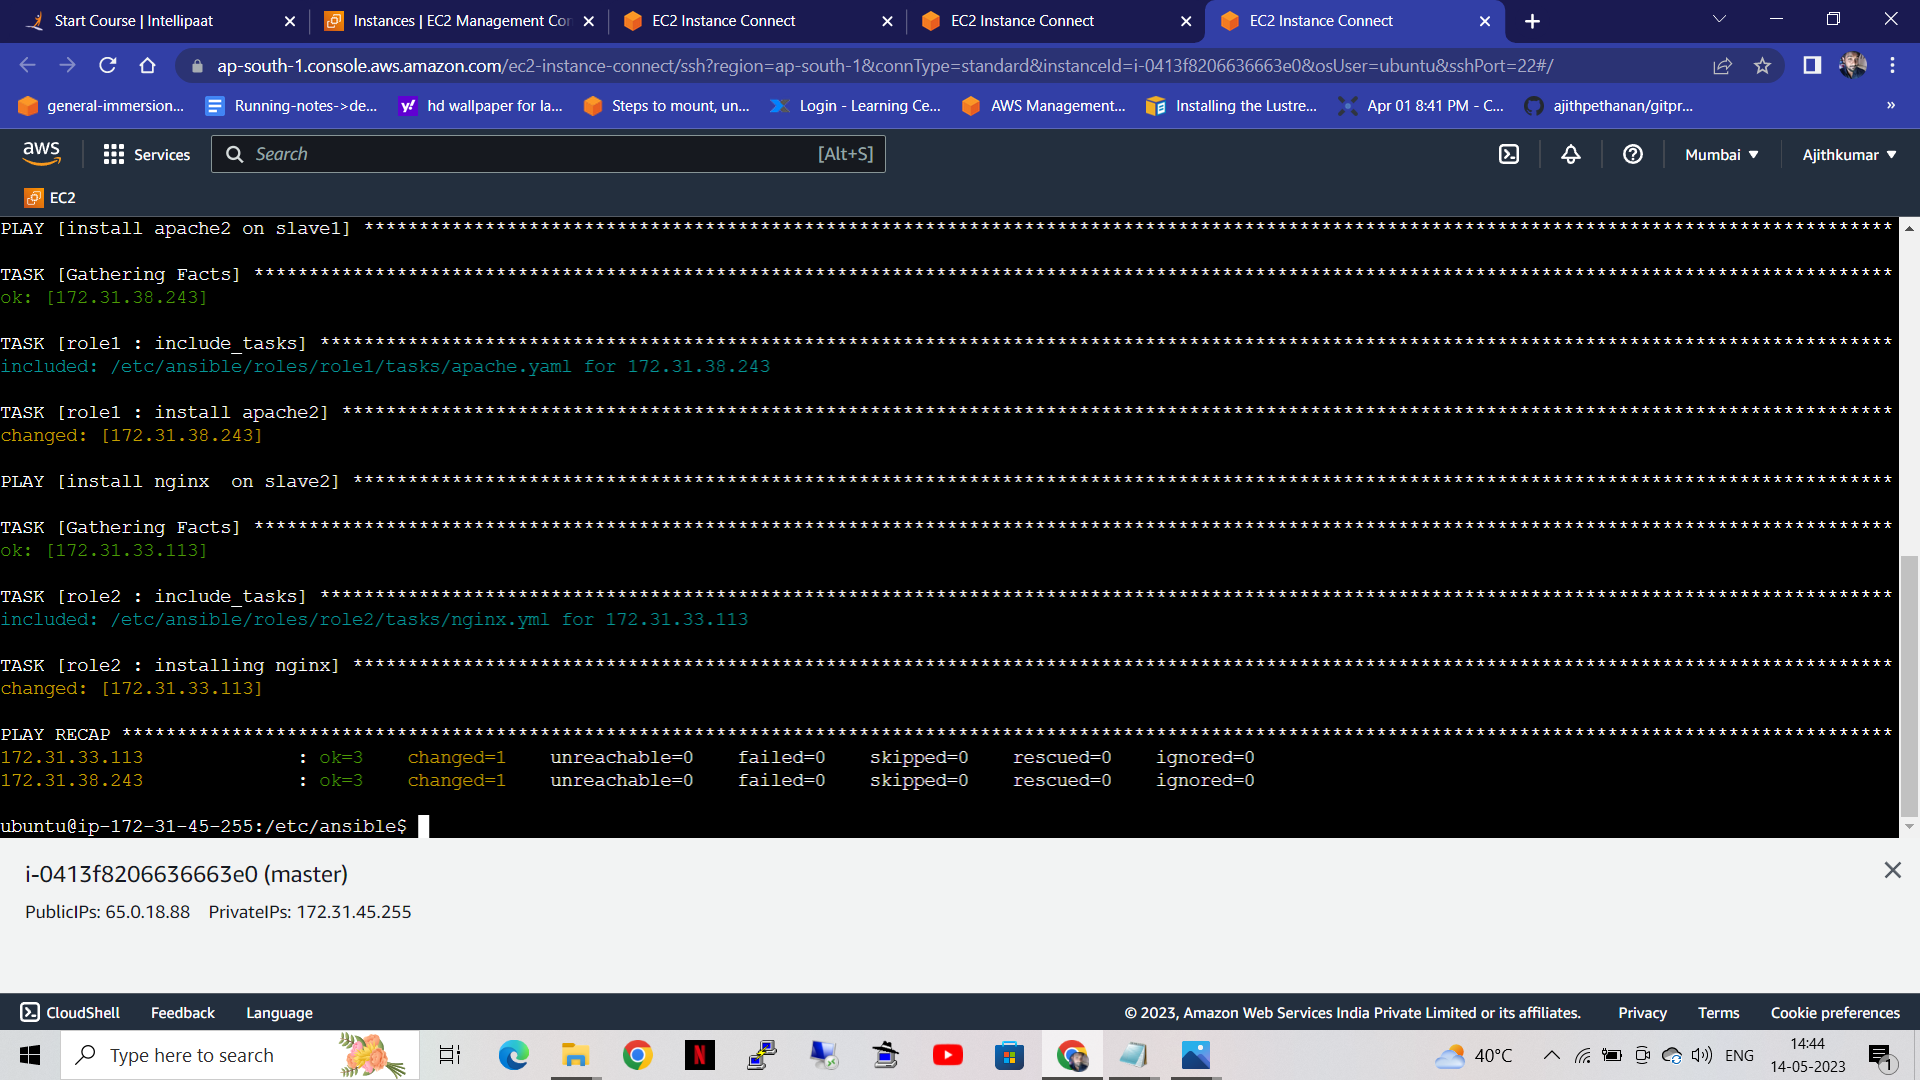 Start Course | Intellipaat
Instances | EC2 Management Con
EC2 Instance Connect
EC2 Instance Connect
EC2 Instance Connect
ap-south-1.console.aws.amazon.com/ec2-instance-connect/ssh?region=ap-south-1&connType=standard&instanceId=i-0413f8206636663e0&osUser=ubuntu&sshPort=22#/
general-immersion...
Running-notes->de...
hd wallpaper for la...
Steps to mount, un...
Login - Learning Ce...
AWS Management...
Installing the Lustre...
Apr 01 8:41 PM - C...
ajithpethanan/gitpr...
»
aws
Services
Search
[Alt+S]
Mumbai
Ajithkumar
EC2
PLAY [install apache2 on slave1] ********************************************************************************************************************************************
TASK [Gathering Facts] ******************************************************************************************************************************************************
ok: [172.31.38.243]
TASK [role1 : include_tasks] ************************************************************************************************************************************************
included: /etc/ansible/roles/role1/tasks/apache.yaml for 172.31.38.243
TASK [role1 : install apache2] **********************************************************************************************************************************************
changed: [172.31.38.243]
PLAY [install nginx  on slave2] *********************************************************************************************************************************************
TASK [Gathering Facts] ******************************************************************************************************************************************************
ok: [172.31.33.113]
TASK [role2 : include_tasks] ************************************************************************************************************************************************
included: /etc/ansible/roles/role2/tasks/nginx.yml for 172.31.33.113
TASK [role2 : installing nginx] *********************************************************************************************************************************************
changed: [172.31.33.113]
PLAY RECAP ******************************************************************************************************************************************************************
172.31.33.113 : ok=3 changed=1 unreachable=0 failed=0 skipped=0 rescued=0 ignored=0
172.31.38.243 : ok=3 changed=1 unreachable=0 failed=0 skipped=0 rescued=0 ignored=0
ubuntu@ip-172-31-45-255:/etc/ansible$
i-0413f8206636663e0 (master)
PublicIPs: 65.0.18.88 PrivateIPs: 172.31.45.255
CloudShell Feedback Language © 2023, Amazon Web Services India Private Limited or its affiliates. Privacy Terms Cookie preferences
Type here to search
40°C
ENG
14:44
14-05-2023
1